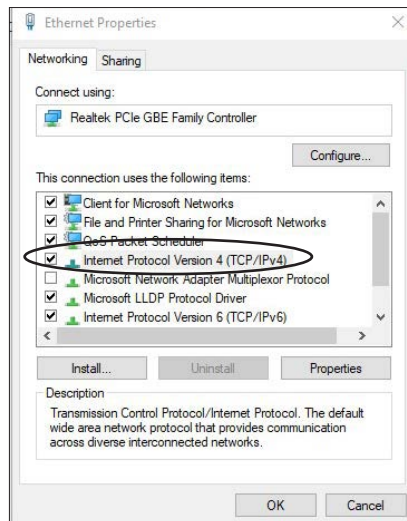 Ethernet Properties
Networking Sharing
Connect using:
Realtek PCIe GBE Family Controller
Configure...
This connection uses the following items:
Client for Microsoft Networks
File and Printer Sharing for Microsoft Networks
QoS Packet Scheduler
Internet Protocol Version 4 (TCP/IPv4)
Microsoft Network Adapter Multiplexor Protocol
Microsoft LLDP Protocol Driver
Internet Protocol Version 6 (TCP/IPv6)
Install... Uninstall Properties
Description
Transmission Control Protocol/Internet Protocol. The default
wide area network protocol that provides communication
across diverse interconnected networks.
OK Cancel